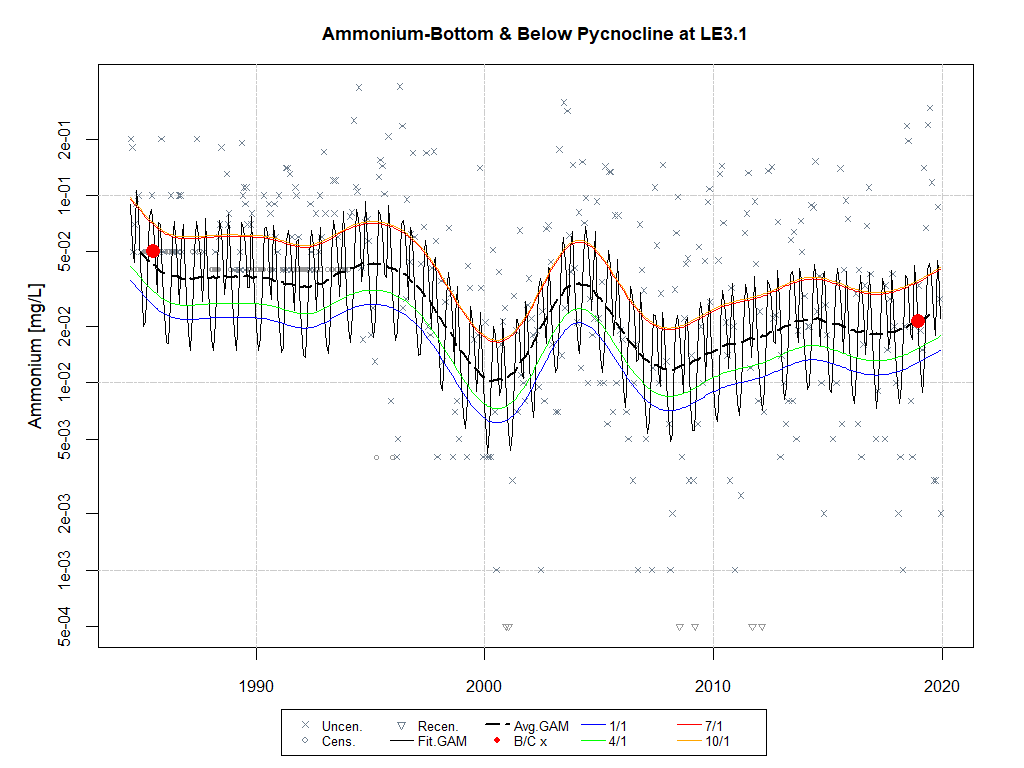 Ammonium-Bottom & Below Pycnocline at LE3.1
Ammonium [mg/L]
2e-01
1e-01
5e-02
2e-02
1e-02
5e-03
2e-03
1e-03
5e-04
1990 2000 2010 2020
Uncen. Recen. Avg.GAM 1/1 7/1
Cens. Fit.GAM B/C x 4/1 10/1